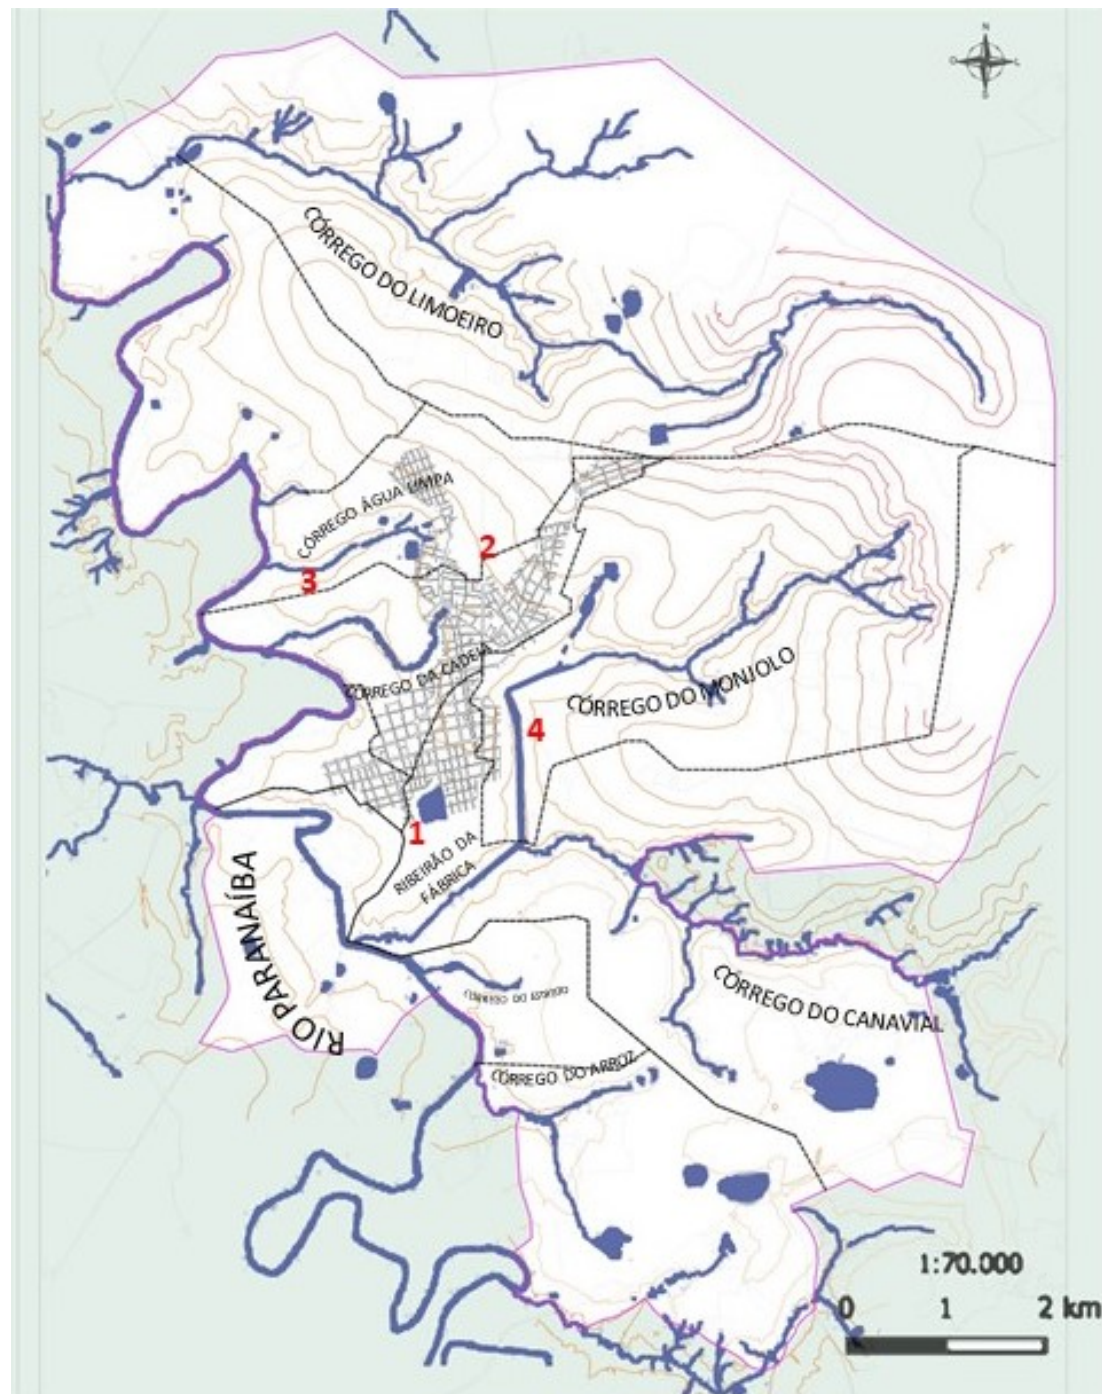 N
O
L
S
CÓRREGO DO LIMOEIRO
CÓRREGO ÁGUA LIMPA
2
3
CÓRREGO DA CADEIA
CÓRREGO DO MONJOLO
4
1
RIBEIRÃO DA
FÁBRICA
RIO PARANAÍBA
CÓRREGO DO CANAVIAL
CÓRREGO DO ARROZ
1:70.000
0 1 2 km